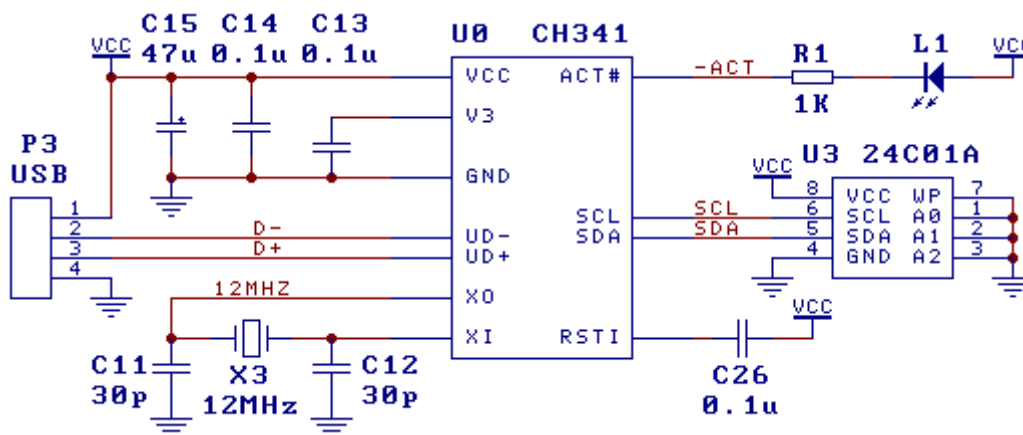 C15 C14 C13
VCC 47u 0.1u 0.1u
U0 CH341
VCC ACT#
-ACT
R1
1K
L1
VCC
V3
GND
P3
USB
1
2
3
4
D-
D+
UD-
UD+
SCL
SDA
SCL
SDA
U3 24C01A
VCC
8 VCC WP 7
6 SCL A0 1
5 SDA A1 2
4 GND A2 3
12MHZ
XO
XI
RSTI
VCC
C11
30p
X3
12MHz
C12
30p
C26
0.1u